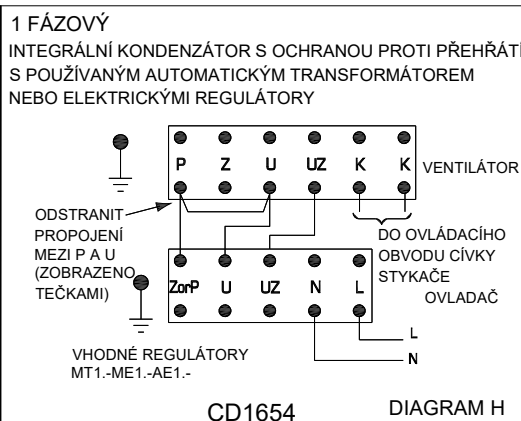 1 FÁZOVÝ
INTEGRÁLNÍ KONDENZÁTOR S OCHRANOU PROTI PŘEHŘÁTÍ
S POUŽÍVANÝM AUTOMATICKÝM TRANSFORMÁTOREM
NEBO ELEKTRICKÝMI REGULÁTORY
P Z U UZ K K
VENTILÁTOR
ODSTRANIT
PROPOJENÍ
MEZI P A U
(ZOBRAZENO
TEČKAMI)
DO OVLÁDACÍHO
OBVODU CÍVKY
STYKAČE
OVLADAČ
ZorP U UZ N L
L
N
VHODNÉ REGULÁTORY
MT1.-ME1.-AE1.-
CD1654
DIAGRAM H